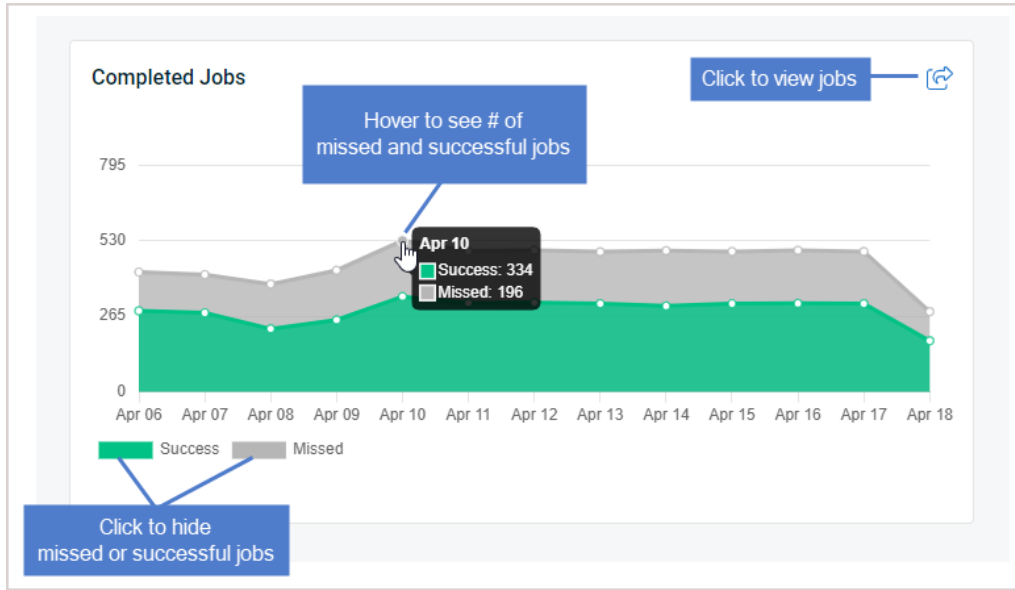 Completed Jobs
Click to view jobs
Hover to see # of
missed and successful jobs
795
530
Apr 10
Success: 334
Missed: 196
265
0
Apr 06 Apr 07 Apr 08 Apr 09 Apr 10 Apr 11 Apr 12 Apr 13 Apr 14 Apr 15 Apr 16 Apr 17 Apr 18
Success Missed
Click to hide
missed or successful jobs